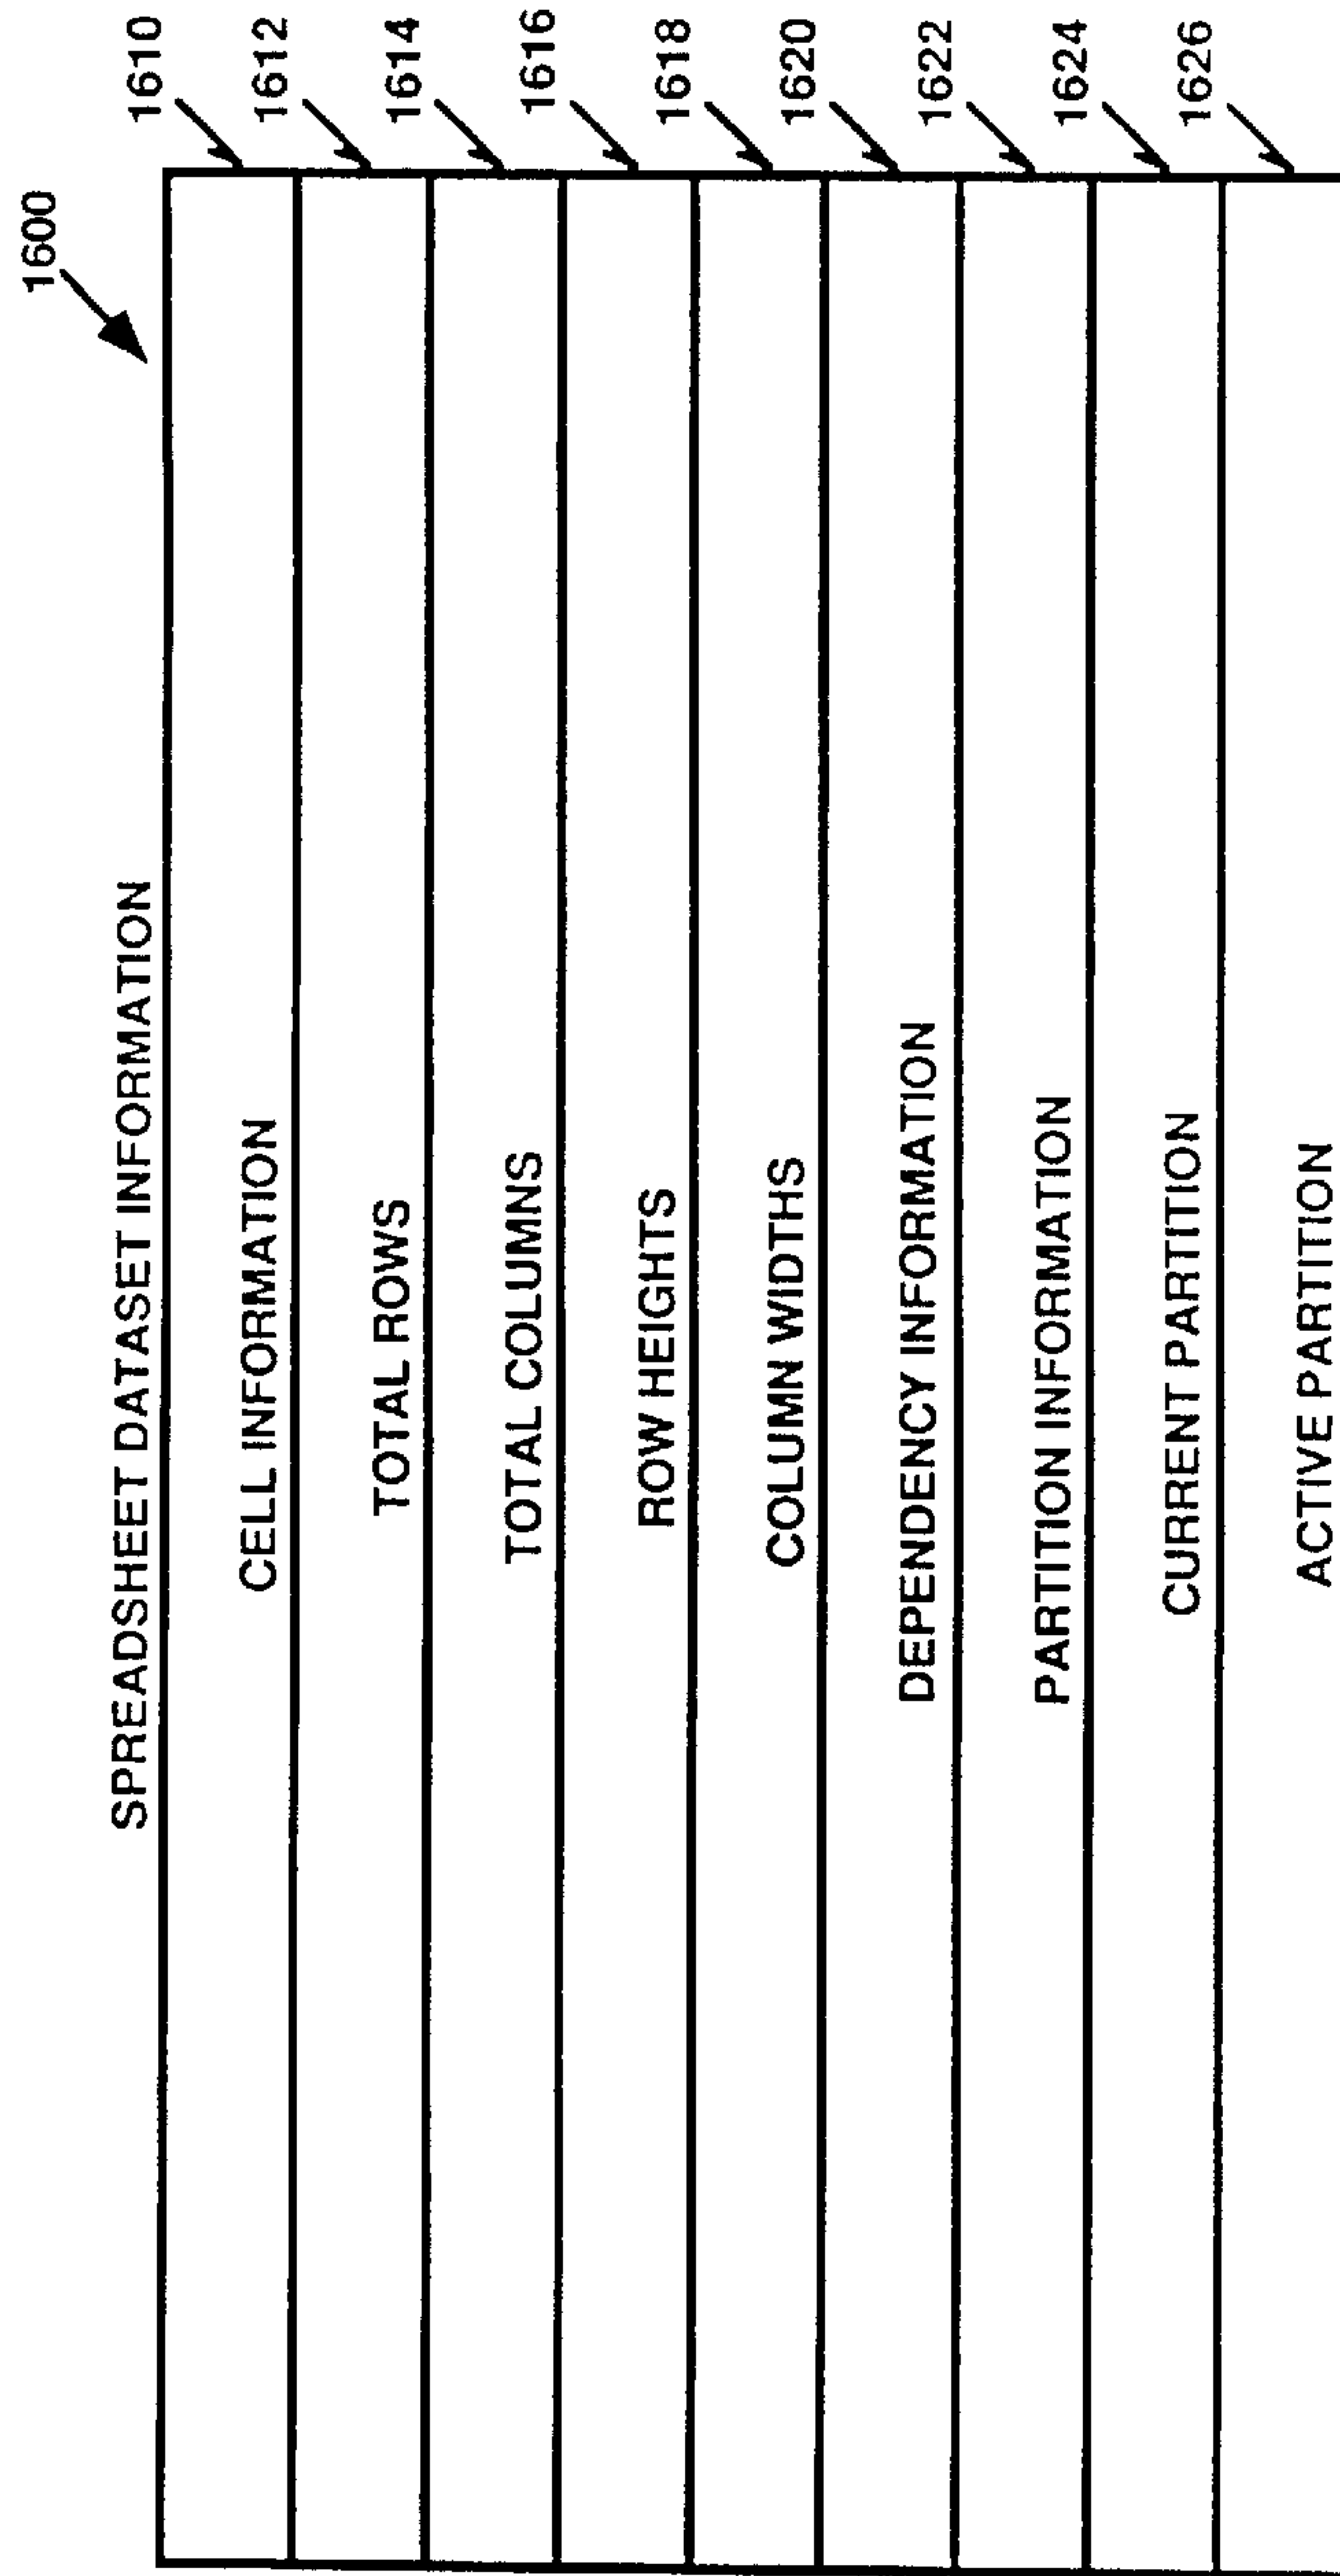 1600
SPREADSHEET DATASET INFORMATION
CELL INFORMATION 1610
TOTAL ROWS 1612
TOTAL COLUMNS 1614
ROW HEIGHTS 1616
COLUMN WIDTHS 1618
DEPENDENCY INFORMATION 1620
PARTITION INFORMATION 1622
CURRENT PARTITION 1624
ACTIVE PARTITION 1626